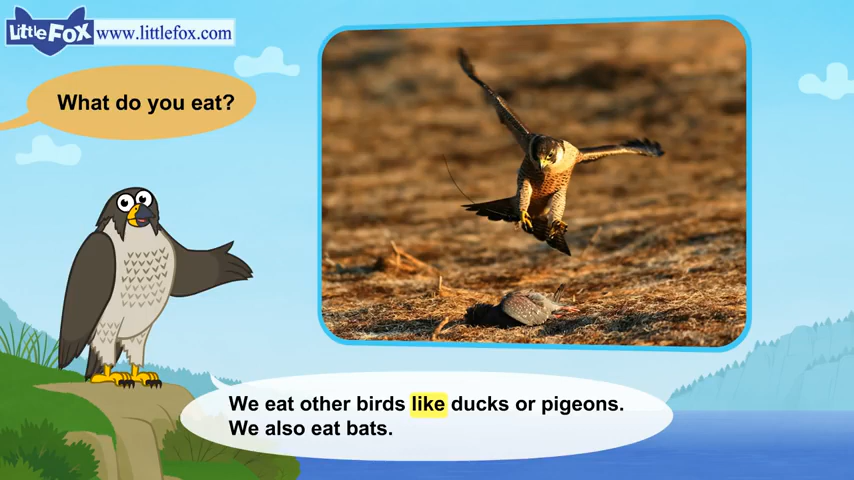 Little Fox www.littlefox.com
What do you eat?
We eat other birds like ducks or pigeons.
We also eat bats.